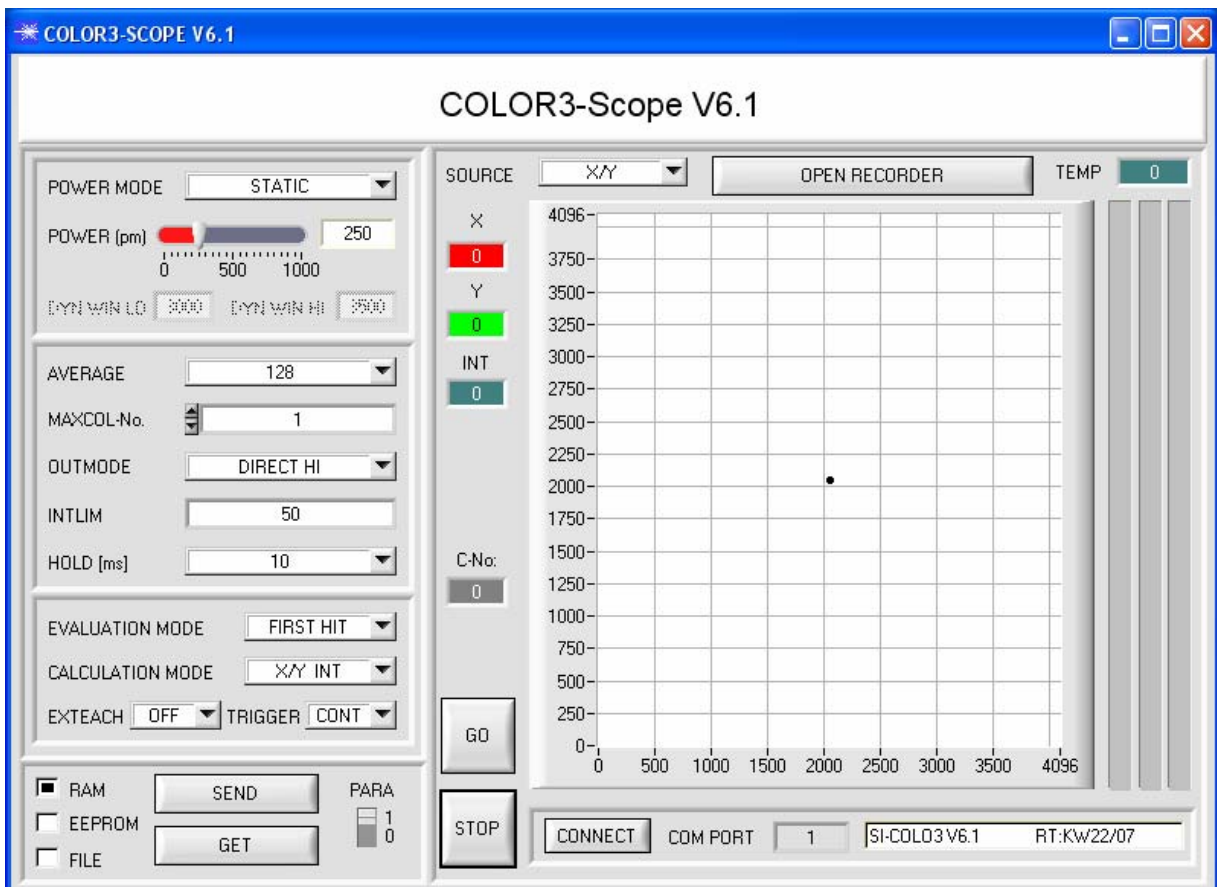 COLOR3-SCOPE V6.1
COLOR3-Scope V6.1
POWER MODE STATIC
POWER (pm) 250
0 500 1000
DYN WIN LO 3000 DYN WIN HI 3500
AVERAGE 128
MAXCOL-No. 1
OUTMODE DIRECT HI
INTLIM 50
HOLD [ms] 10
EVALUATION MODE FIRST HIT
CALCULATION MODE X/Y INT
EXTEACH OFF TRIGGER CONT
RAM
EEPROM
FILE
SEND
GET
PARA
1
0
SOURCE X/Y OPEN RECORDER TEMP 0
X
0
Y
0
INT
0
C-No:
0
GO
STOP
4096
3750
3500
3250
3000
2750
2500
2250
2000
1750
1500
1250
1000
750
500
250
0
0 500 1000 1500 2000 2500 3000 3500 4096
CONNECT COM PORT 1 SI-COLO3 V6.1 RT:KW22/07